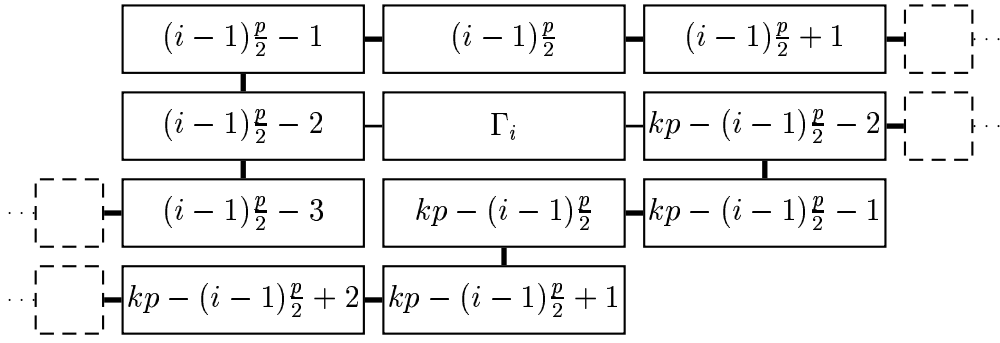 (i − 1)p/2 − 1 (i − 1)p/2 (i − 1)p/2 + 1 · · ·
(i − 1)p/2 − 2 Γᵢ kp − (i − 1)p/2 − 2 · · ·
· · · (i − 1)p/2 − 3 kp − (i − 1)p/2 kp − (i − 1)p/2 − 1
· · · kp − (i − 1)p/2 + 2 kp − (i − 1)p/2 + 1